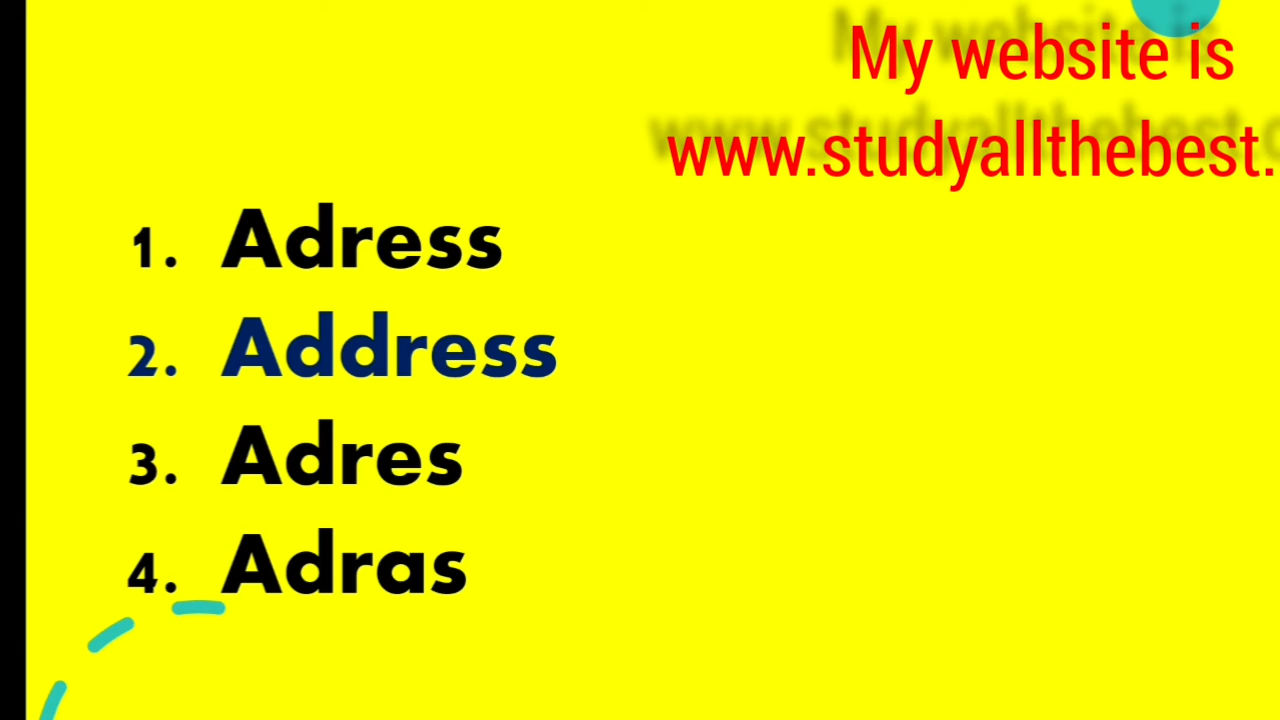 My website is
www.studyallthebest.
1. Adress
2. Address
3. Adres
4. Adras